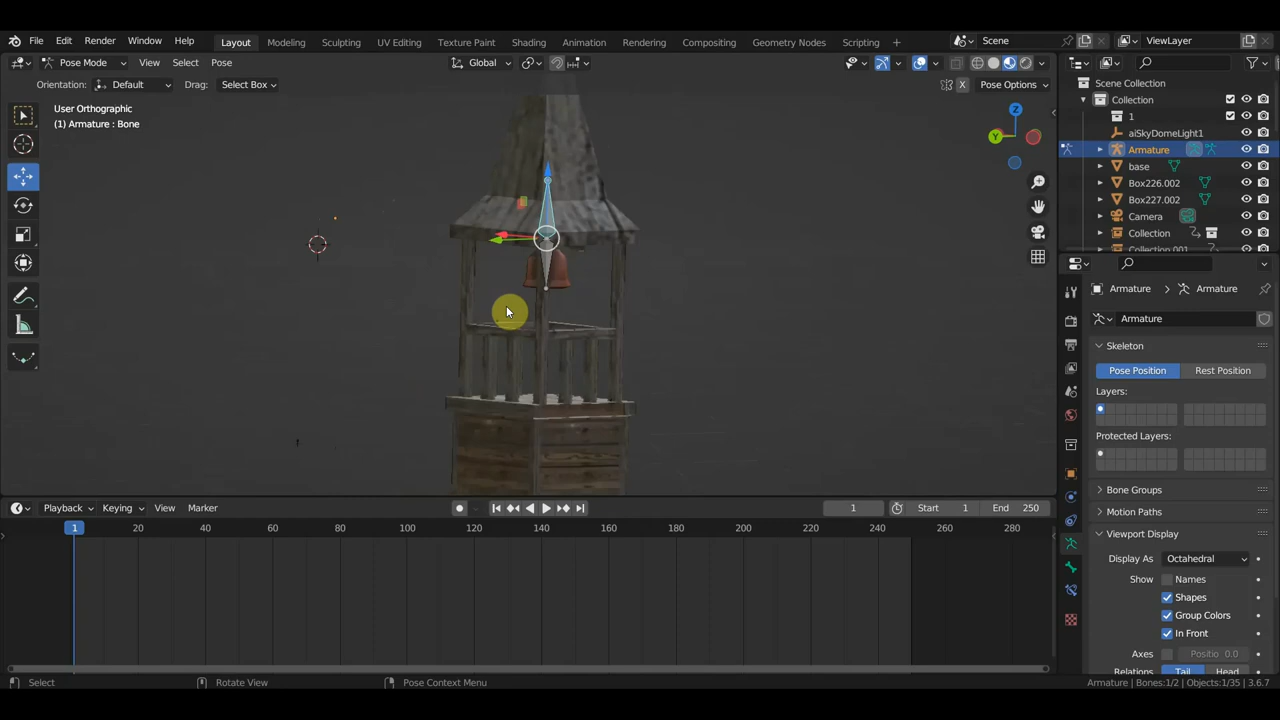 File Edit Render Window Help Layout Modeling Sculpting UV Editing Texture Paint Shading Animation Rendering Compositing Geometry Nodes Scripting + Scene ViewLayer
Pose Mode View Select Pose Global
Orientation: Default Drag: Select Box X Pose Options
User Orthographic
(1) Armature : Bone
Z
Y
Scene Collection
Collection
1
aiSkyDomeLight1
Armature
base
Box226.002
Box227.002
Camera
Collection
Collection.001
Armature > Armature
Armature
Skeleton
Pose Position Rest Position
Layers:
Protected Layers:
Bone Groups
Motion Paths
Viewport Display
Display As Octahedral
Show Names
Shapes
Group Colors
In Front
Axes Positio 0.0
Relations Tail Head
Playback Keying View Marker 1 Start 1 End 250
1 20 40 60 80 100 120 140 160 180 200 220 240 260 280
Select Rotate View Pose Context Menu Armature | Bones:1/2 | Objects:1/35 | 3.6.7